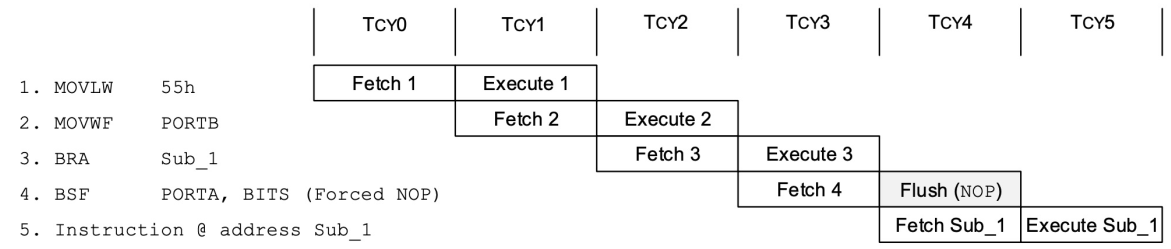 TCY0 TCY1 TCY2 TCY3 TCY4 TCY5
1. MOVLW 55h Fetch 1 Execute 1
2. MOVWF PORTB Fetch 2 Execute 2
3. BRA Sub_1 Fetch 3 Execute 3
4. BSF PORTA, BITS (Forced NOP) Fetch 4 Flush (NOP)
5. Instruction @ address Sub_1 Fetch Sub_1 Execute Sub_1